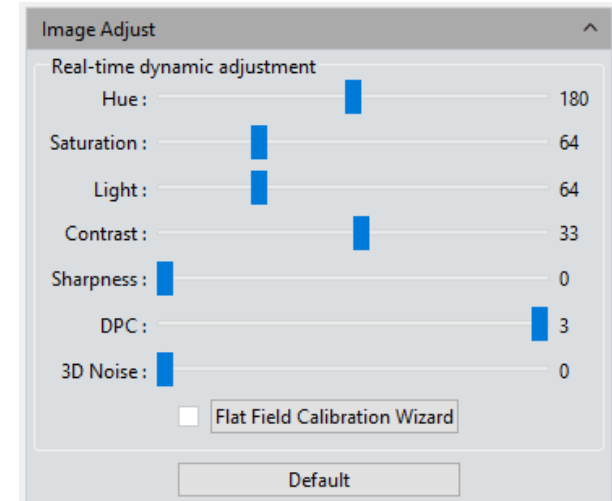 Image Adjust
Real-time dynamic adjustment
Hue : 180
Saturation : 64
Light : 64
Contrast : 33
Sharpness : 0
DPC : 3
3D Noise : 0
Flat Field Calibration Wizard
Default